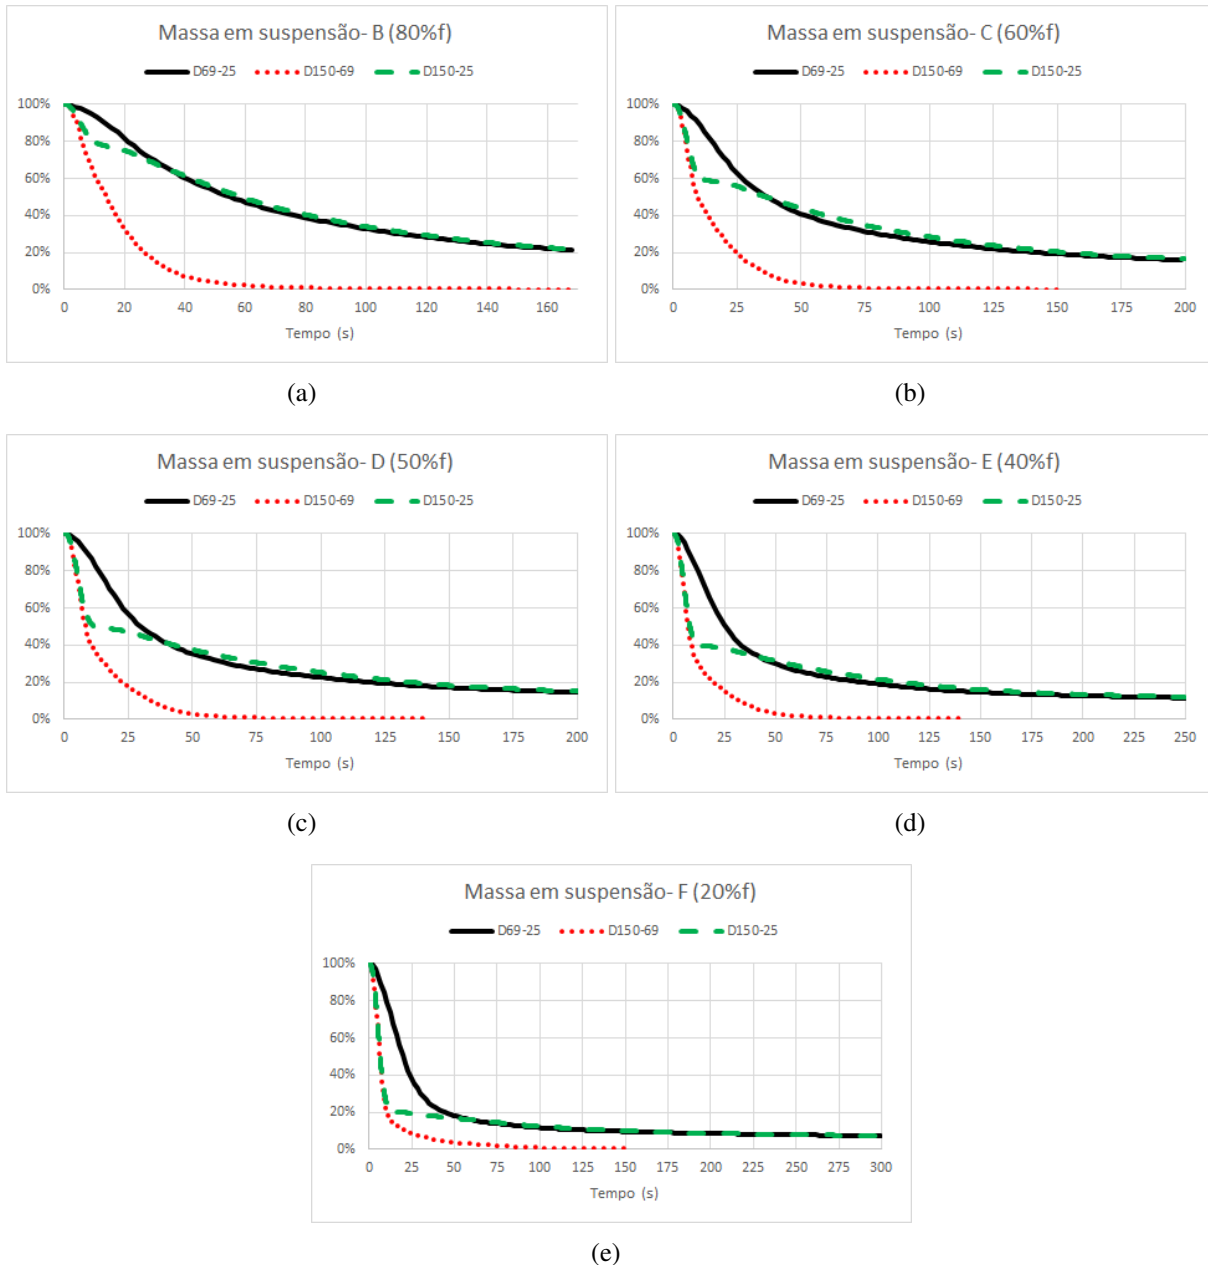 Massa em suspensão- B (80%f)
D69-25 D150-69 D150-25
100%
80%
60%
40%
20%
0%
0 20 40 60 80 100 120 140 160
Tempo (s)
(a)
Massa em suspensão- C (60%f)
D69-25 D150-69 D150-25
100%
80%
60%
40%
20%
0%
0 25 50 75 100 125 150 175 200
Tempo (s)
(b)
Massa em suspensão- D (50%f)
D69-25 D150-69 D150-25
100%
80%
60%
40%
20%
0%
0 25 50 75 100 125 150 175 200
Tempo (s)
(c)
Massa em suspensão- E (40%f)
D69-25 D150-69 D150-25
100%
80%
60%
40%
20%
0%
0 25 50 75 100 125 150 175 200 225 250
Tempo (s)
(d)
Massa em suspensão- F (20%f)
D69-25 D150-69 D150-25
100%
80%
60%
40%
20%
0%
0 25 50 75 100 125 150 175 200 225 250 275 300
Tempo (s)
(e)